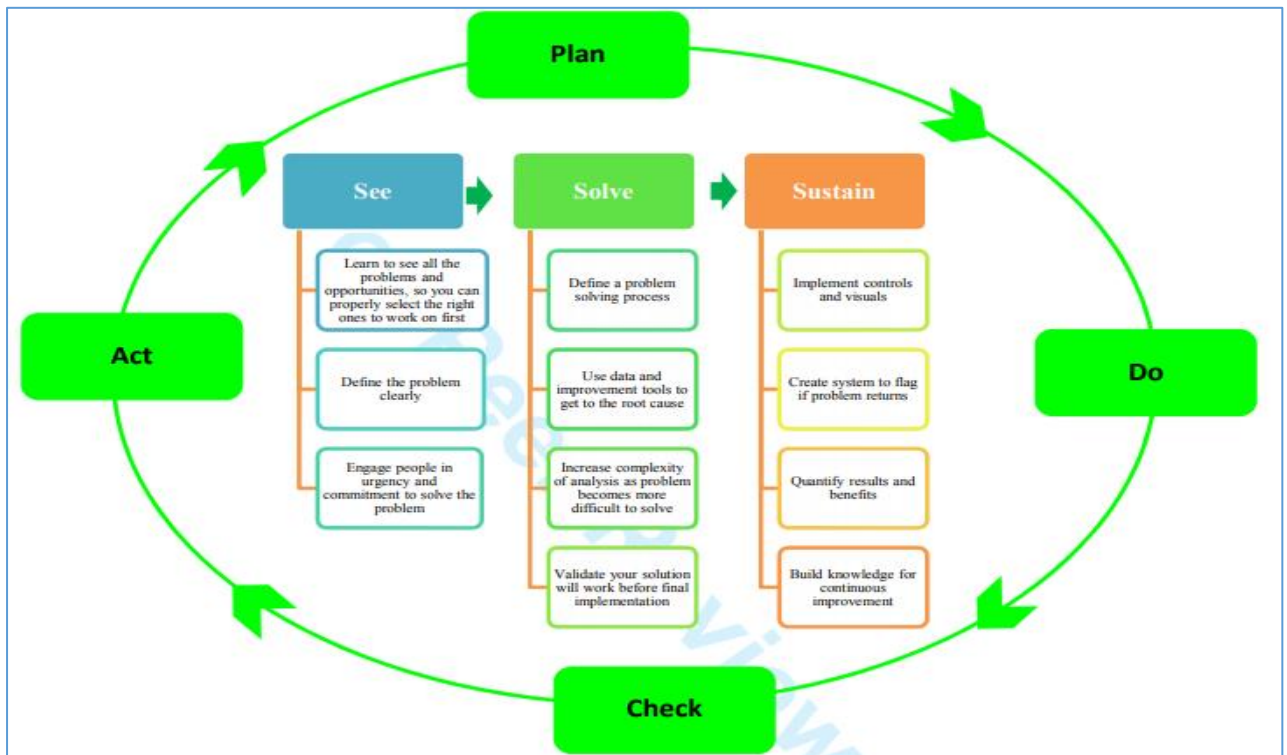 Plan
See
Solve
Sustain
Learn to see all the
problems and
opportunities, so you can
properly select the right
ones to work on first
Define the problem
clearly
Engage people in
urgency and
commitment to solve the
problem
Define a problem
solving process
Use data and
improvement tools to
get to the root cause
Increase complexity
of analysis as problem
becomes more
difficult to solve
Validate your solution
will work before final
implementation
Implement controls
and visuals
Create system to flag
if problem returns
Quantify results and
benefits
Build knowledge for
continuous
improvement
Act
Do
Check